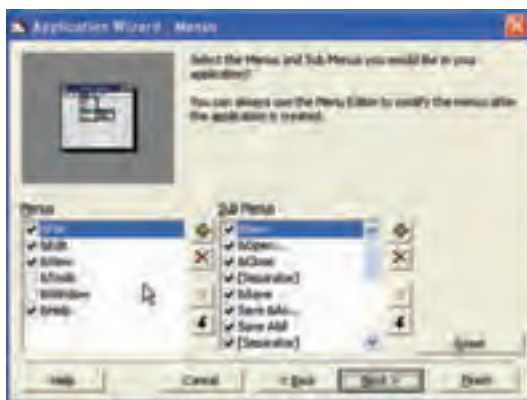 Application Wizard - Menus
Select the Menus and Sub Menus you would like in your
application?
You can always use the Menu Editor to modify the menus after
the application is created.
Menus
&File
&Edit
&View
&Tools
&Window
&Help
Sub Menus
&New
&Open...
&Close
[Separator]
&Save
Save &As...
Save A&ll
[Separator]
Reset
Help
Cancel
< Back
Next >
Finish